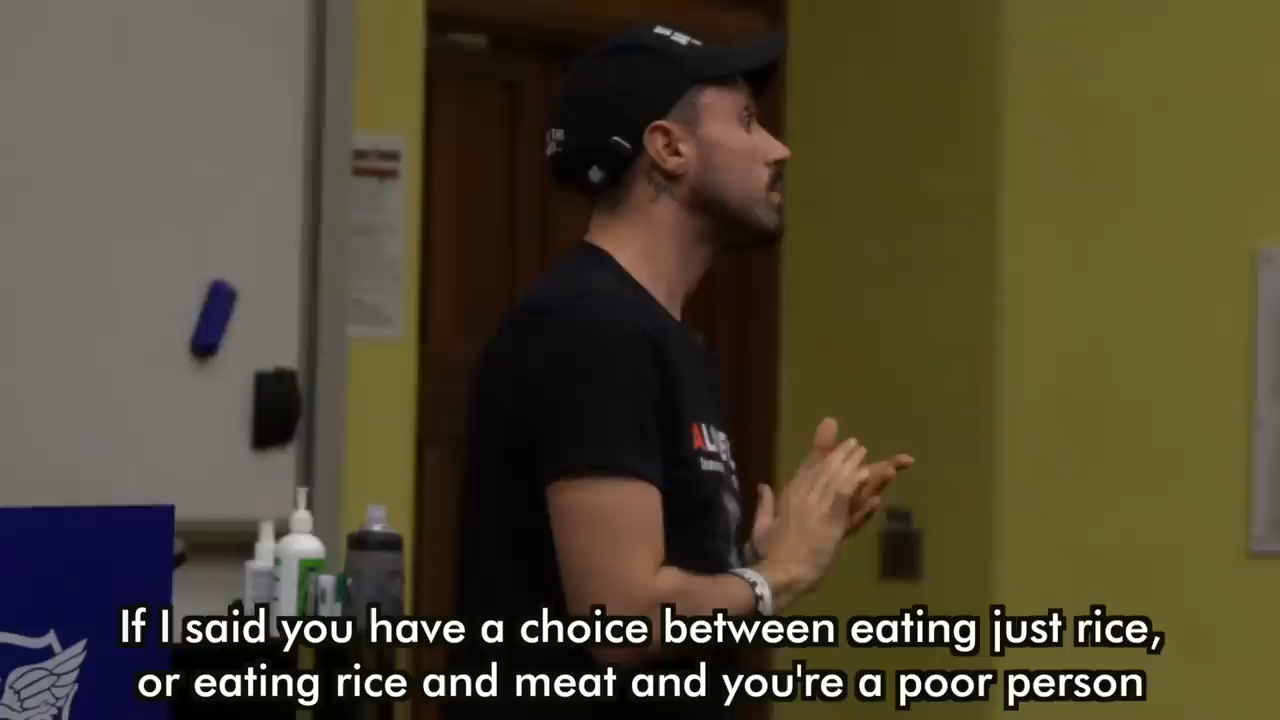 If I said you have a choice between eating just rice,
or eating rice and meat and you're a poor person